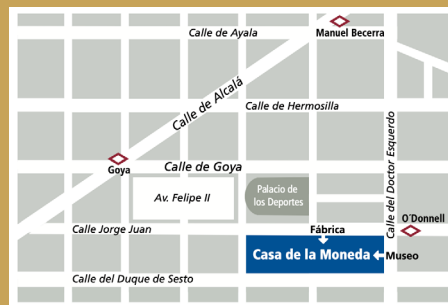 Calle de Ayala
Manuel Becerra
Calle de Alcalá
Calle de Hermosilla
Calle del Doctor Esquerdo
Goya
Calle de Goya
Av. Felipe II
Palacio de
los Deportes
O´Donnell
Calle Jorge Juan
Fábrica
Casa de la Moneda
Museo
Calle del Duque de Sesto